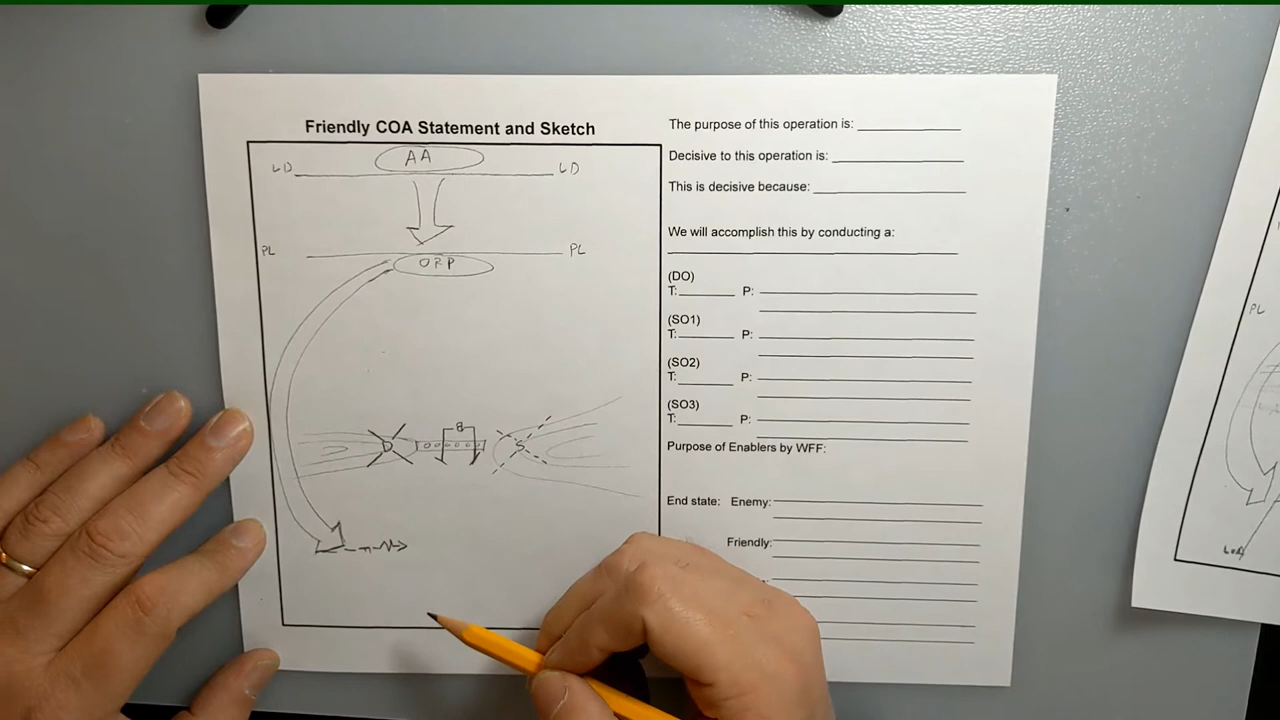 Friendly COA Statement and Sketch
AA
LD LD
PL PL
ORP
D B S
The purpose of this operation is:
Decisive to this operation is:
This is decisive because:
We will accomplish this by conducting a:
(DO)
T: P:
(SO1)
T: P:
(SO2)
T: P:
(SO3)
T: P:
Purpose of Enablers by WFF:
End state: Enemy:
Friendly:
PL